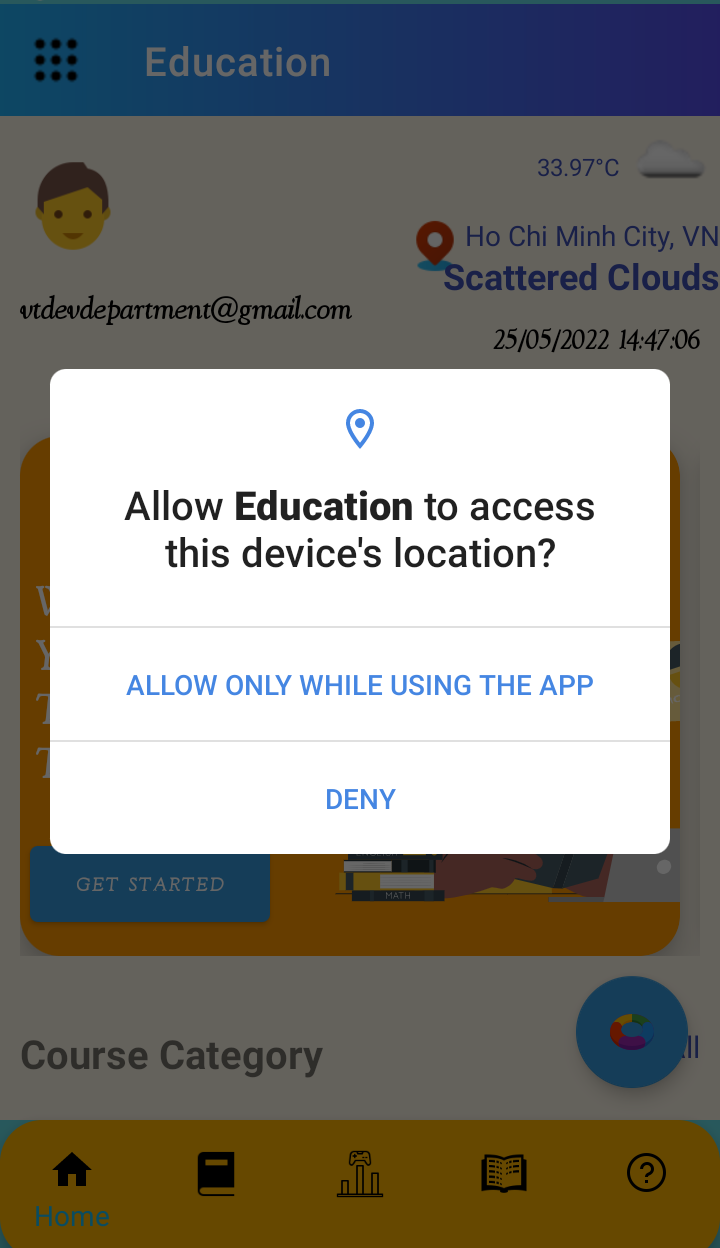 Education
33.97°C
Ho Chi Minh City, VN
Scattered Clouds
vtdevdepartment@gmail.com
25/05/2022 14:47:06
Allow Education to access
this device's location?
ALLOW ONLY WHILE USING THE APP
DENY
GET STARTED
MATH
Course Category
Home